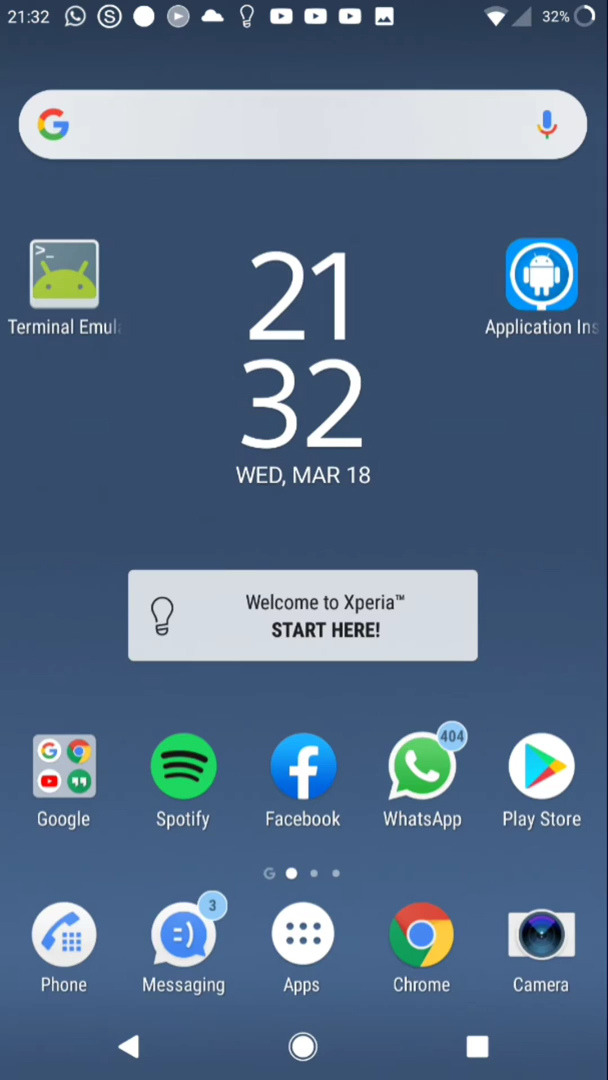 21:32
32%
Terminal Emul
Application Ins
21
32
WED, MAR 18
Welcome to Xperia™
START HERE!
404
Google
Spotify
Facebook
WhatsApp
Play Store
3
Phone
Messaging
Apps
Chrome
Camera